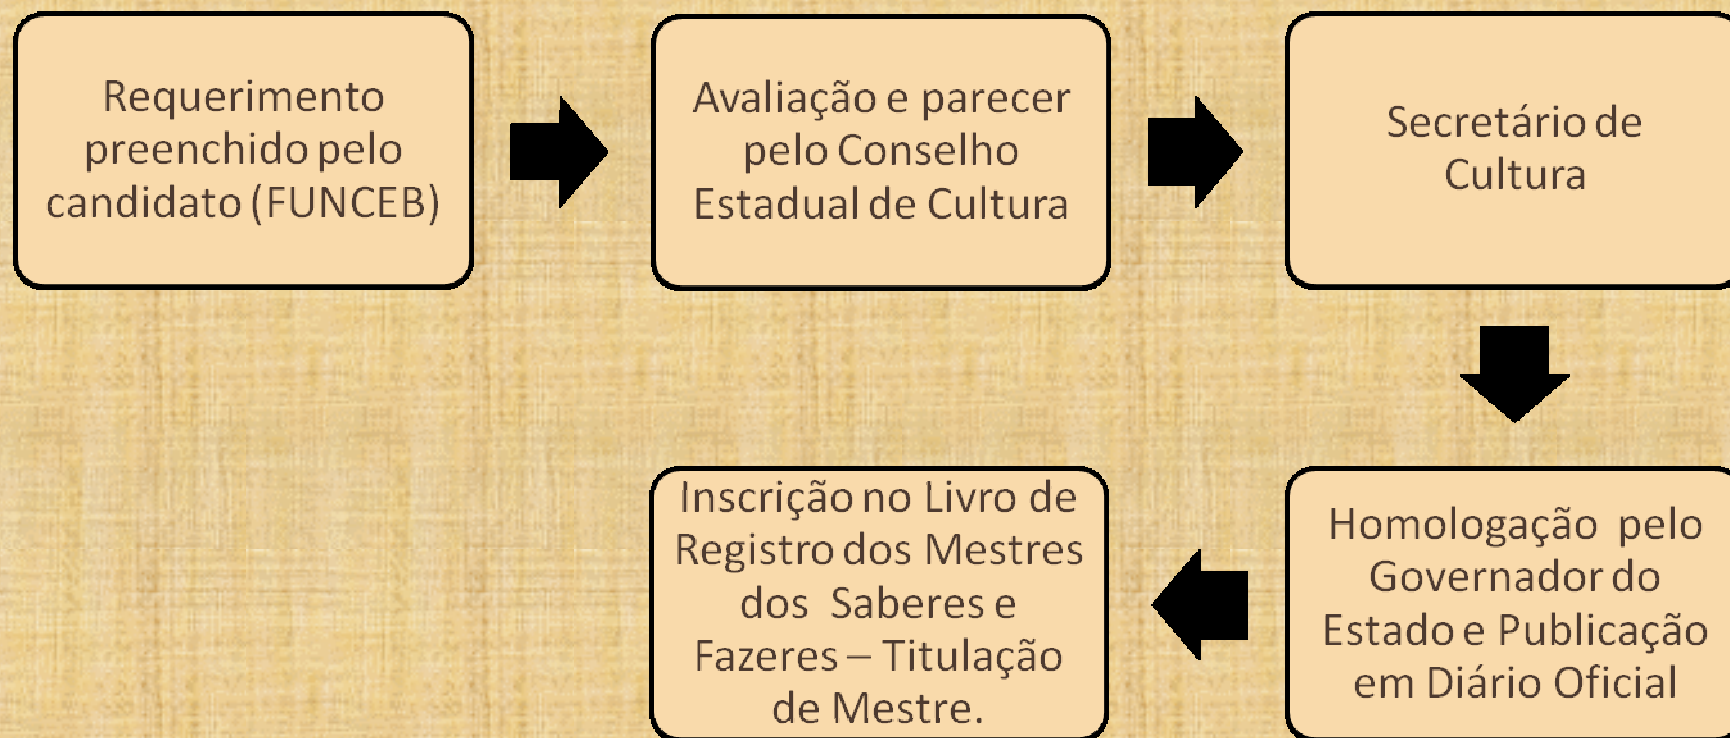 Requerimento
preenchido pelo
candidato (FUNCEB)
Avaliação e parecer
pelo Conselho
Estadual de Cultura
Secretário de
Cultura
Homologação pelo
Governador do
Estado e Publicação
em Diário Oficial
Inscrição no Livro de
Registro dos Mestres
dos Saberes e
Fazeres – Titulação
de Mestre.